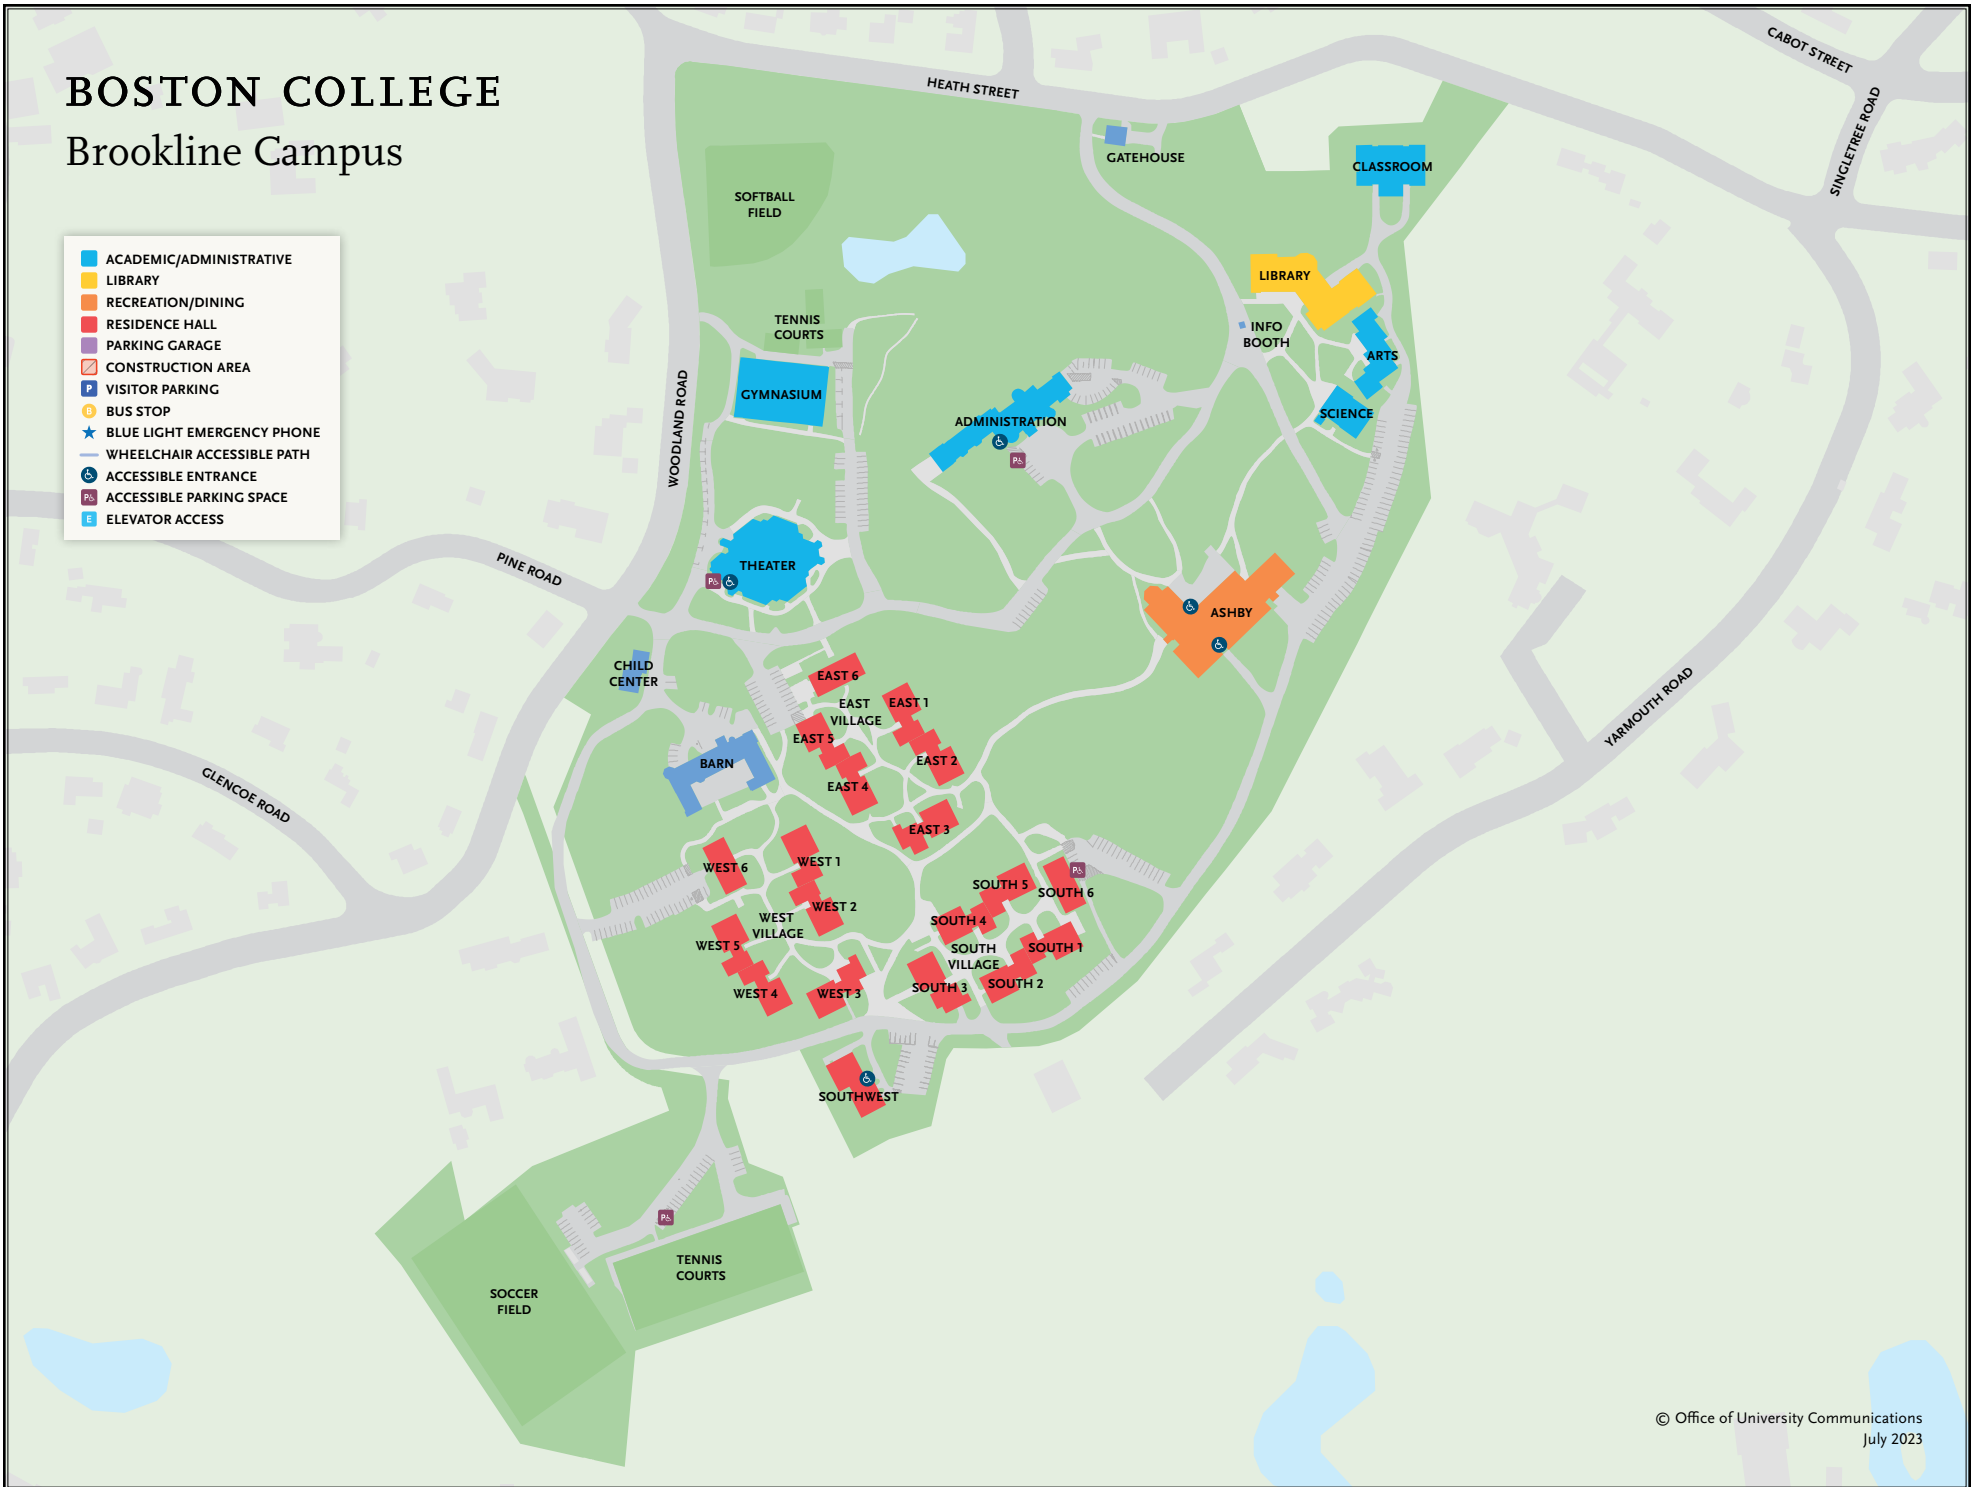 BOSTON COLLEGE
Brookline Campus
ACADEMIC/ADMINISTRATIVE
LIBRARY
RECREATION/DINING
RESIDENCE HALL
PARKING GARAGE
CONSTRUCTION AREA
P VISITOR PARKING
B BUS STOP
BLUE LIGHT EMERGENCY PHONE
WHEELCHAIR ACCESSIBLE PATH
ACCESSIBLE ENTRANCE
P ACCESSIBLE PARKING SPACE
E ELEVATOR ACCESS
CABOT STREET
SINGLETREE ROAD
HEATH STREET
GATEHOUSE
CLASSROOM
SOFTBALL
FIELD
LIBRARY
TENNIS
COURTS
INFO
BOOTH
ARTS
GYMNASIUM
WOODLAND ROAD
ADMINISTRATION
P
SCIENCE
PINE ROAD
THEATER
P
ASHBY
CHILD
CENTER
EAST 6
EAST
VILLAGE
EAST 1
EAST 5
EAST 2
EAST 4
EAST 3
YARMOUTH ROAD
GLENCOE ROAD
BARN
WEST 6
WEST 1
WEST 2
WEST
VILLAGE
WEST 5
WEST 4
WEST 3
SOUTH 5
SOUTH 6
P
SOUTH 4
SOUTH
VILLAGE
SOUTH 1
SOUTH 2
SOUTH 3
SOUTHWEST
P
TENNIS
COURTS
SOCCER
FIELD
© Office of University Communications
July 2023